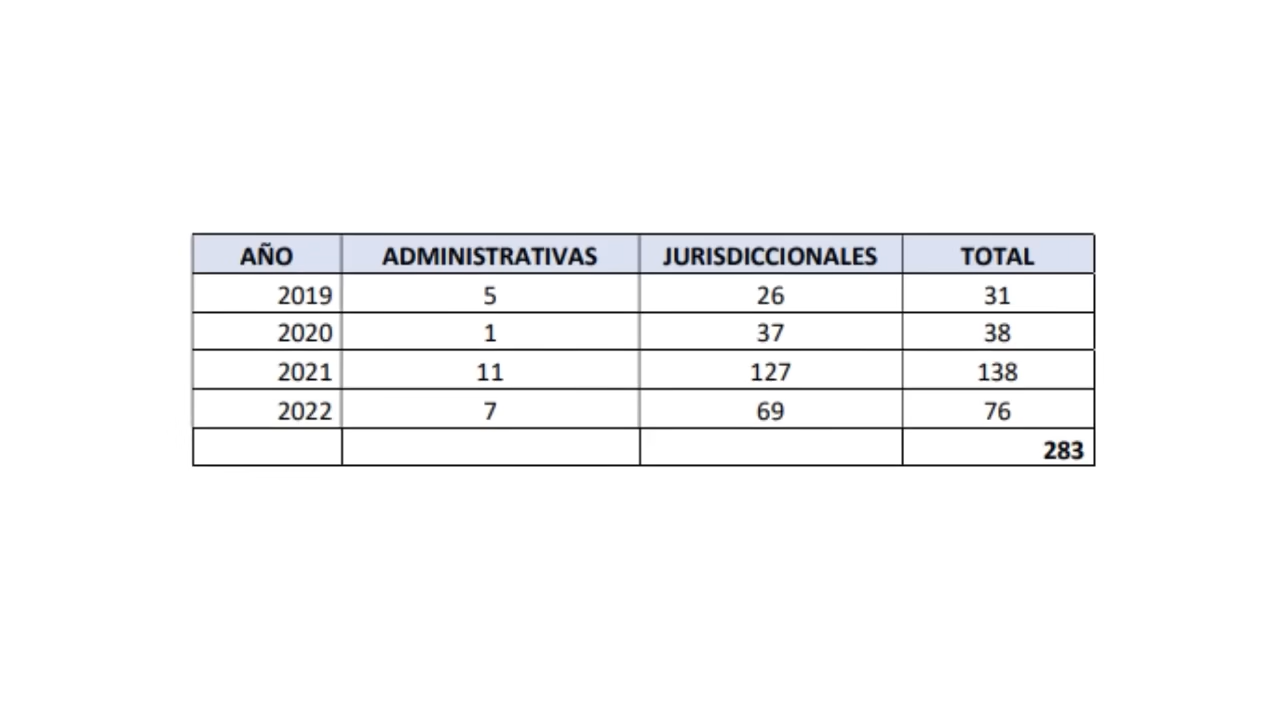 AÑO ADMINISTRATIVAS JURISDICCIONALES TOTAL
2019 5 26 31
2020 1 37 38
2021 11 127 138
2022 7 69 76
283